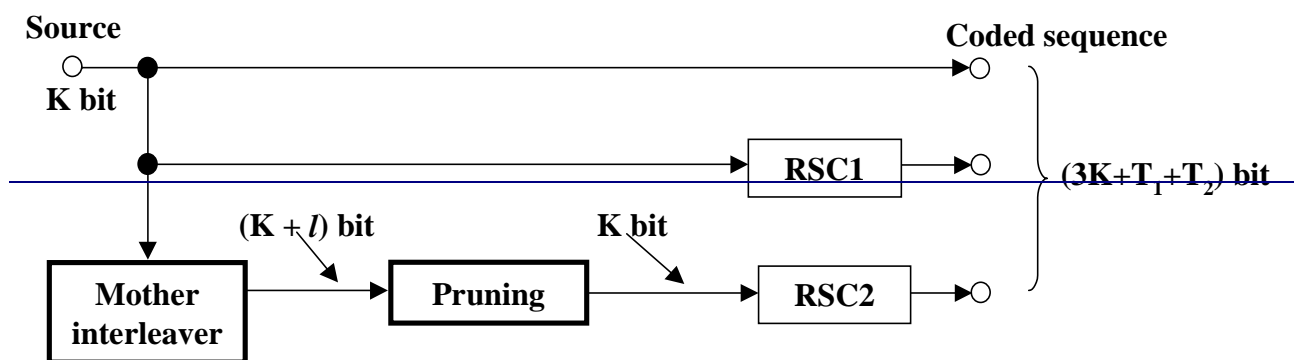 Source
Coded sequence
K bit
RSC1
(3K+T₁+T₂) bit
(K + l) bit
K bit
Mother
interleaver
Pruning
RSC2